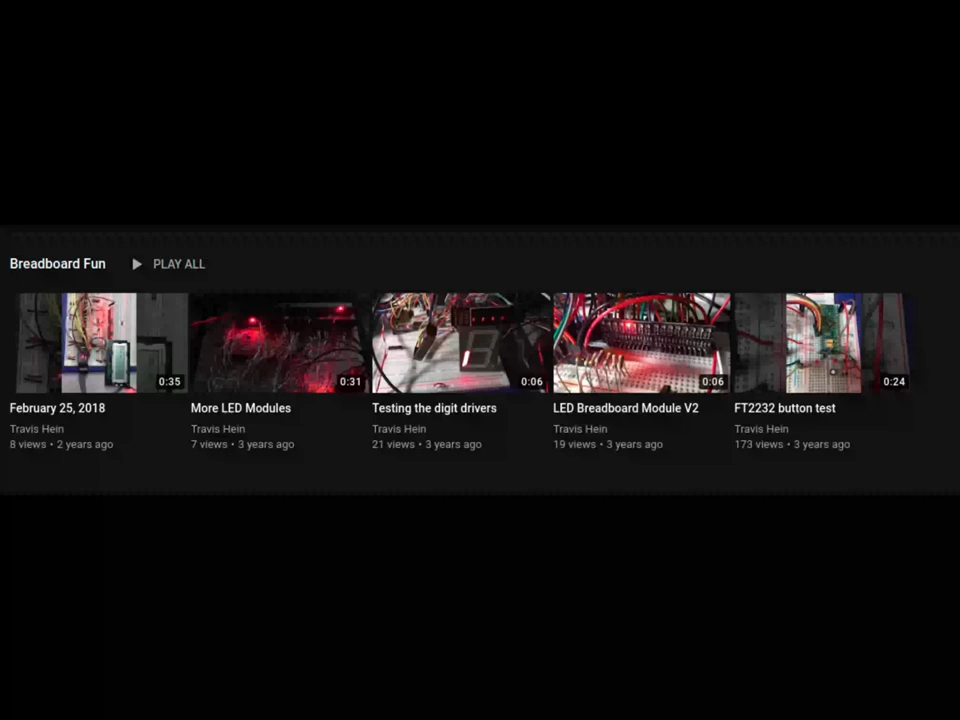 Breadboard Fun PLAY ALL
0:35 0:31 0:06 0:06 0:24
February 25, 2018 More LED Modules Testing the digit drivers LED Breadboard Module V2 FT2232 button test
Travis Hein Travis Hein Travis Hein Travis Hein Travis Hein
8 views • 2 years ago 7 views • 3 years ago 21 views • 3 years ago 19 views • 3 years ago 173 views • 3 years ago